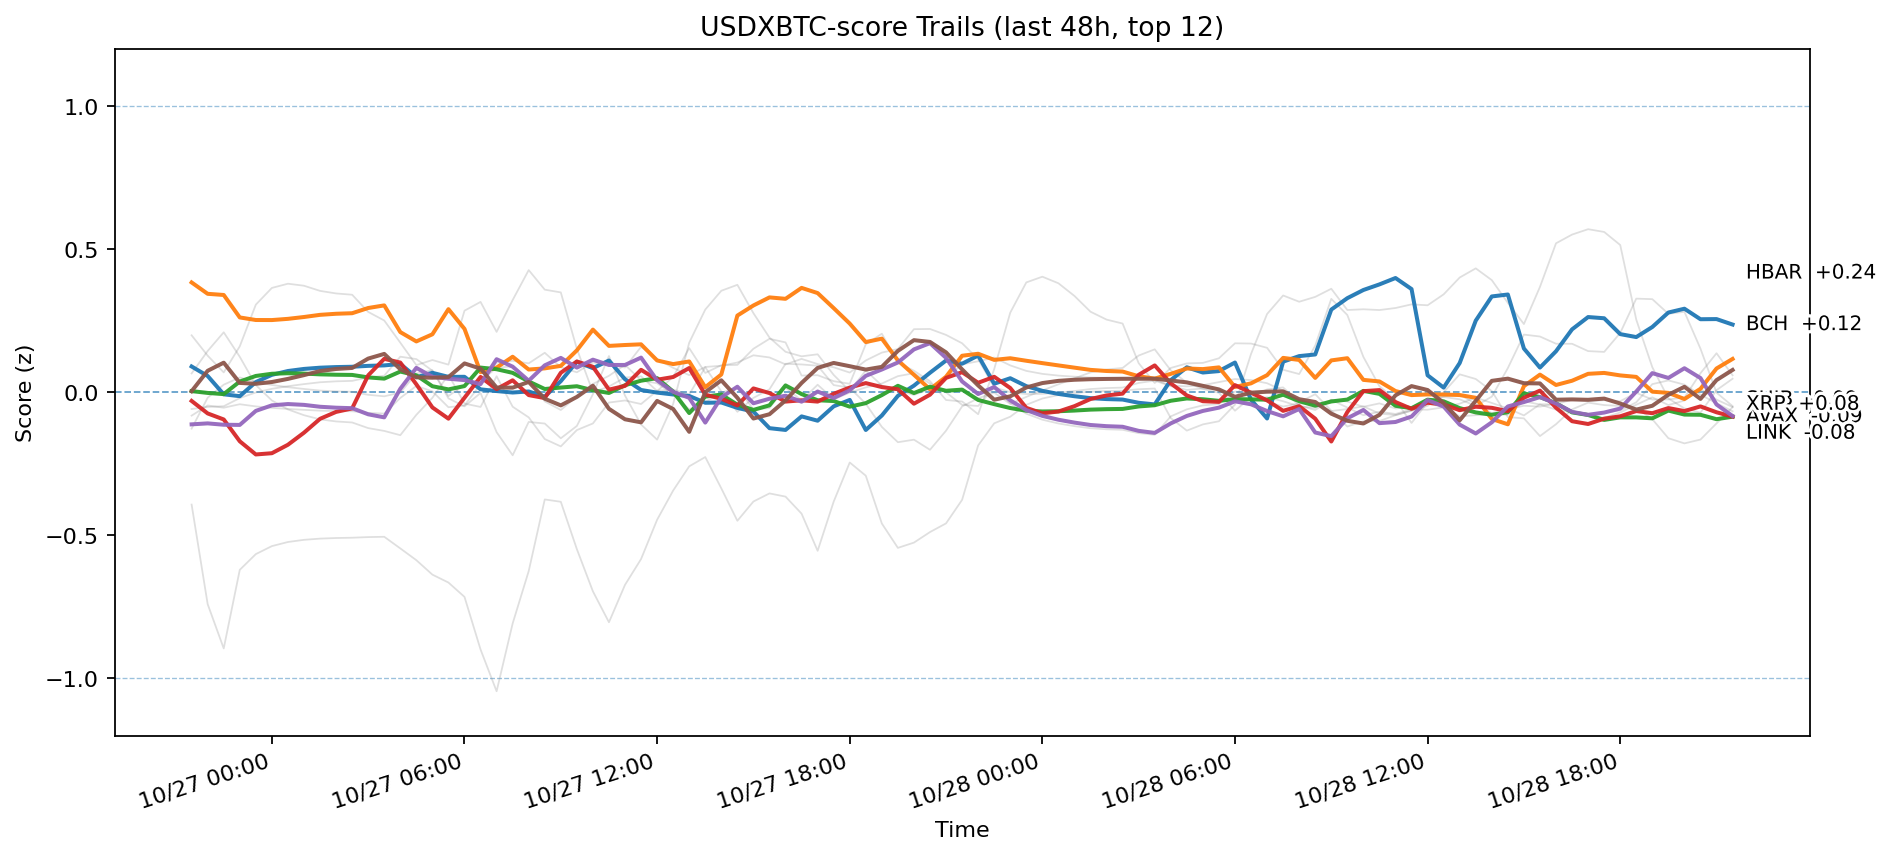 USDXBTC-score Trails (last 48h, top 12)
Score (z)
1.0
0.5
0.0
−0.5
−1.0
HBAR +0.24
BCH +0.12
XRP +0.08
AVAX -0.09
LINK -0.08
10/27 00:00
10/27 06:00
10/27 12:00
10/27 18:00
10/28 00:00
10/28 06:00
10/28 12:00
10/28 18:00
Time